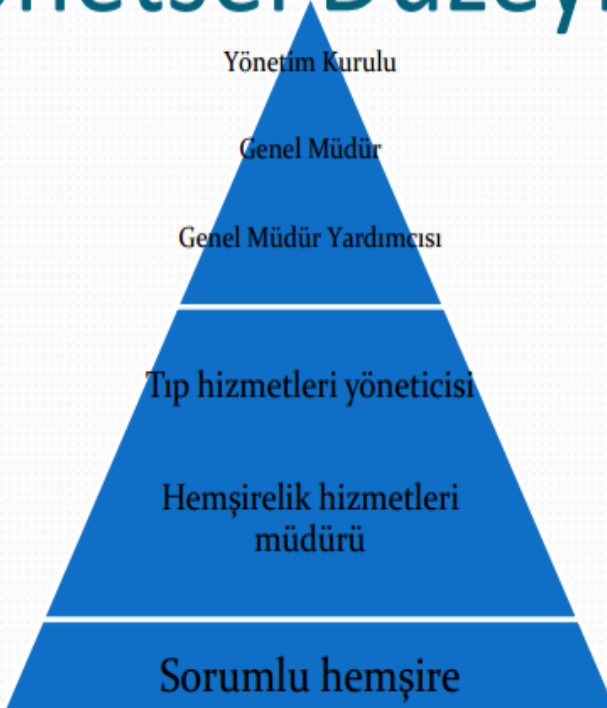 Yönetim Kurulu
Genel Müdür
Genel Müdür Yardımcısı
Tıp hizmetleri yöneticisi
Hemşirelik hizmetleri
müdürü
Sorumlu hemşire